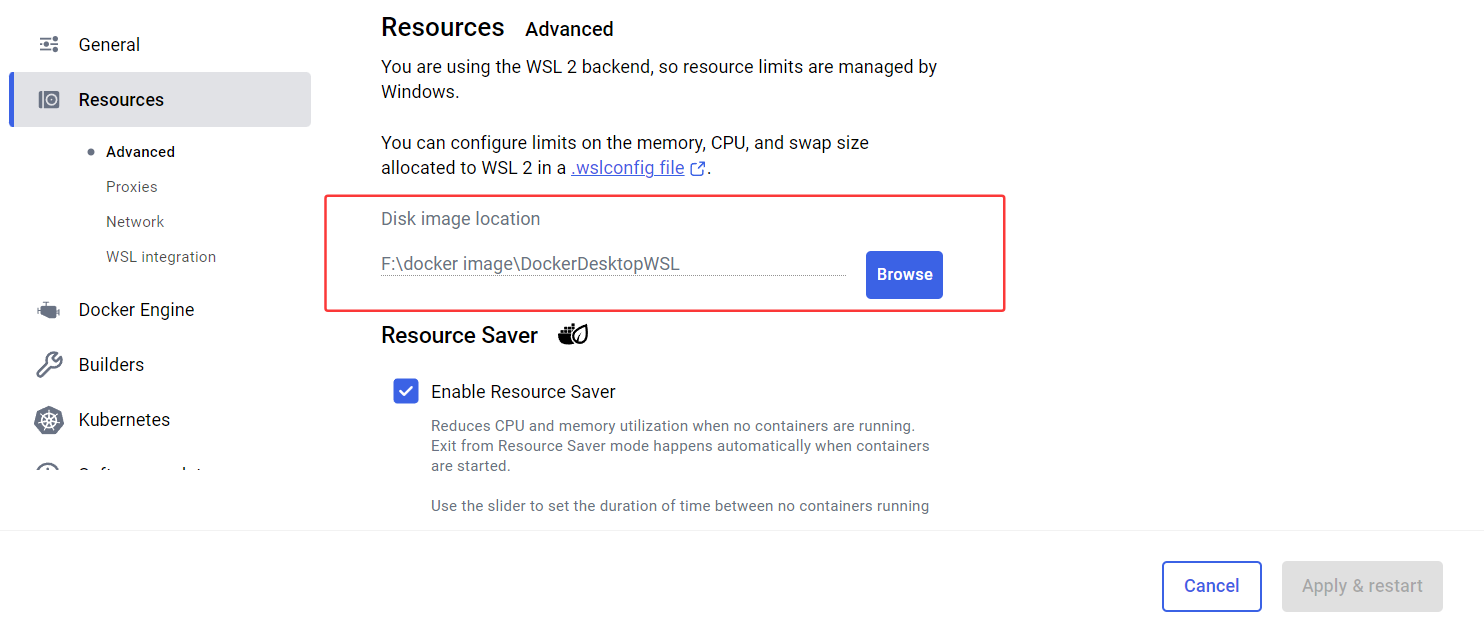 General
Resources
Advanced
Proxies
Network
WSL integration
Docker Engine
Builders
Kubernetes
Resources Advanced
You are using the WSL 2 backend, so resource limits are managed by
Windows.
You can configure limits on the memory, CPU, and swap size
allocated to WSL 2 in a .wslconfig file.
Disk image location
F:\docker image\DockerDesktopWSL
Browse
Resource Saver
Enable Resource Saver
Reduces CPU and memory utilization when no containers are running.
Exit from Resource Saver mode happens automatically when containers
are started.
Use the slider to set the duration of time between no containers running
Cancel
Apply & restart